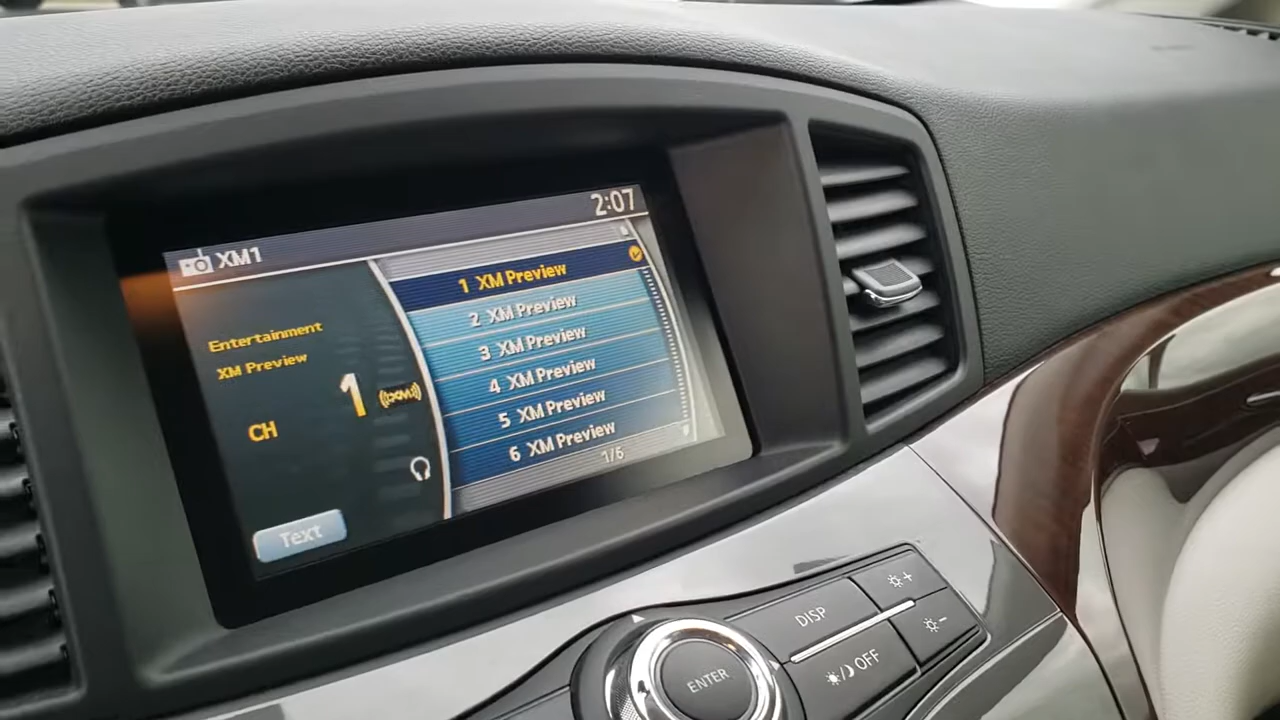 XM1
2:07
Entertainment
XM Preview
CH 1 ((XM))
Text
1 XM Preview
2 XM Preview
3 XM Preview
4 XM Preview
5 XM Preview
6 XM Preview
1/6
DISP
OFF
ENTER